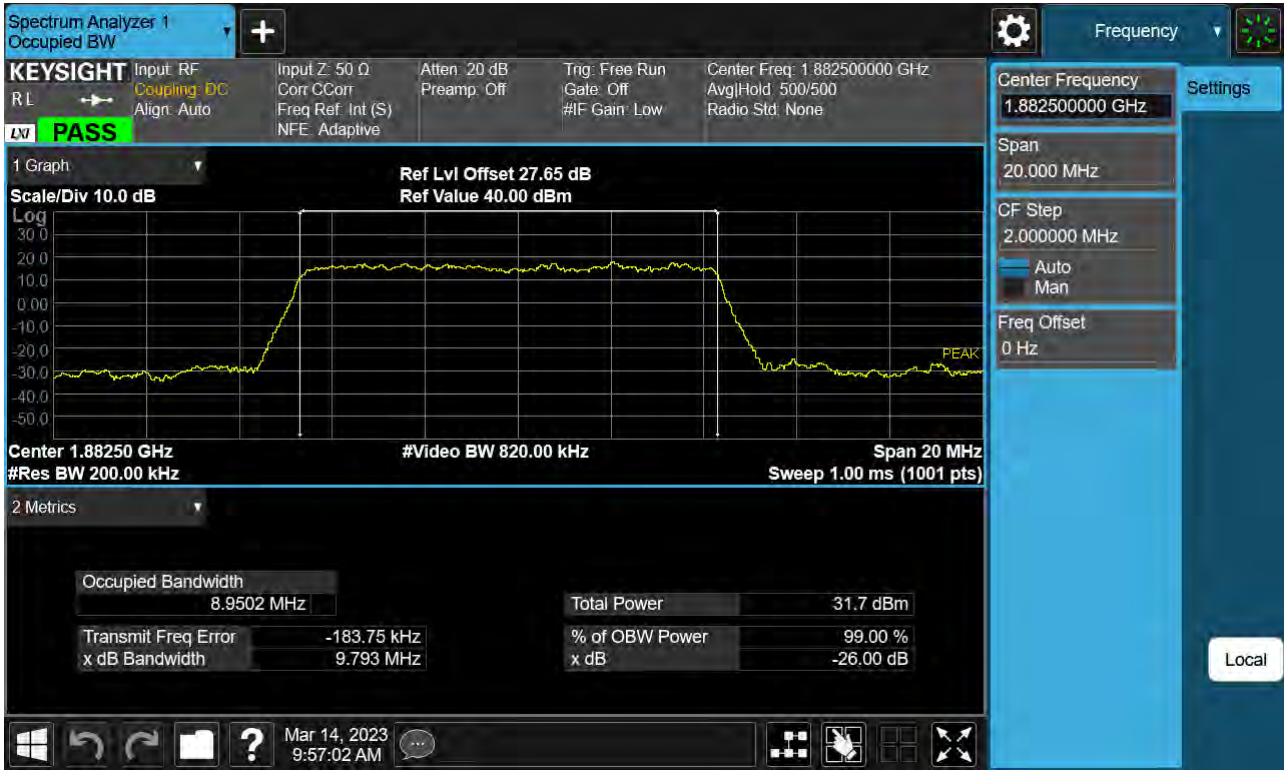 Spectrum Analyzer 1
Occupied BW
Frequency
KEYSIGHT
RL
LXI
PASS
Input: RF
Coupling: DC
Align: Auto
Input Z: 50 Ω
Corr CCorr
Freq Ref: Int (S)
NFE: Adaptive
Atten: 20 dB
Preamp: Off
Trig: Free Run
Gate: Off
#IF Gain: Low
Center Freq: 1.882500000 GHz
Avg|Hold: 500/500
Radio Std: None
1 Graph
Scale/Div 10.0 dB
Ref Lvl Offset 27.65 dB
Ref Value 40.00 dBm
Log
30.0
20.0
10.0
0.00
-10.0
-20.0
-30.0
-40.0
-50.0
PEAK
Center 1.88250 GHz
#Res BW 200.00 kHz
#Video BW 820.00 kHz
Span 20 MHz
Sweep 1.00 ms (1001 pts)
2 Metrics
Occupied Bandwidth
8.9502 MHz
Transmit Freq Error -183.75 kHz
x dB Bandwidth 9.793 MHz
Total Power 31.7 dBm
% of OBW Power 99.00 %
x dB -26.00 dB
Mar 14, 2023
9:57:02 AM
Center Frequency
1.882500000 GHz
Span
20.000 MHz
CF Step
2.000000 MHz
Auto
Man
Freq Offset
0 Hz
Settings
Local